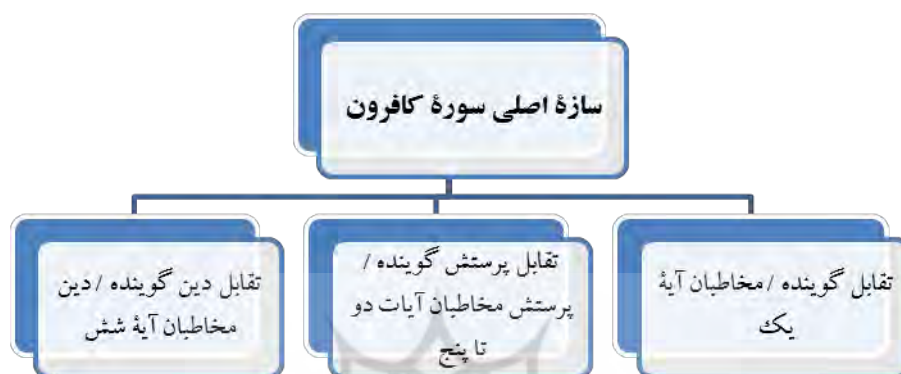 سازهٔ اصلی سورهٔ کافرون
تقابل گوینده / مخاطبان آیهٔ
یک
تقابل پرستش گوینده /
پرستش مخاطبان آیات دو
تا پنج
تقابل دین گوینده / دین
مخاطبان آیهٔ شش